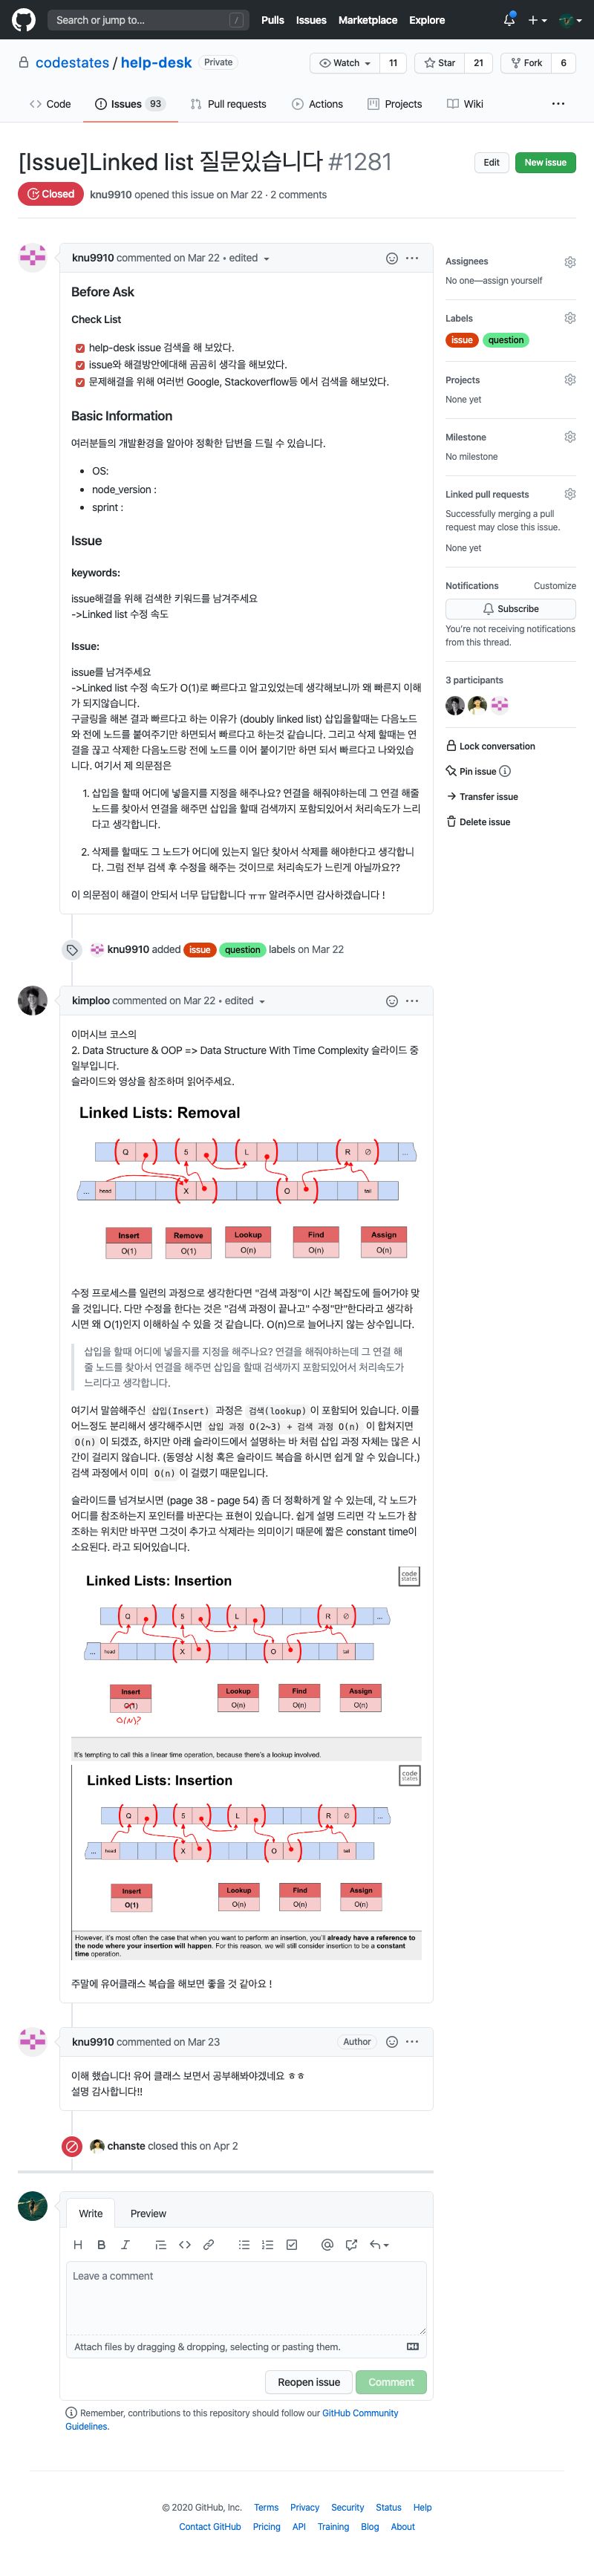 Search or jump to... /
Pulls Issues Marketplace Explore
codestates / help-desk Private
Watch 11 Star 21 Fork 6
Code Issues 93 Pull requests Actions Projects Wiki ...
[Issue]Linked list 질문있습니다 #1281
Edit New issue
Closed knu9910 opened this issue on Mar 22 · 2 comments
knu9910 commented on Mar 22 • edited
Before Ask
Check List
help-desk issue 검색을 해 보았다.
issue와 해결방안에대해 곰곰히 생각을 해보았다.
문제해결을 위해 여러번 Google, Stackoverflow등 에서 검색을 해보았다.
Basic Information
여러분들의 개발환경을 알아야 정확한 답변을 드릴 수 있습니다.
• OS:
• node_version :
• sprint :
Issue
keywords:
issue해결을 위해 검색한 키워드를 남겨주세요
->Linked list 수정 속도
Issue:
issue를 남겨주세요
->Linked list 수정 속도가 O(1)로 빠르다고 알고있었는데 생각해보니까 왜 빠른지 이해
가 되지않습니다.
구글링을 해본 결과 빠르다고 하는 이유가 (doubly linked list) 삽입을할때는 다음노드
와 전에 노드를 붙여주기만 하면되서 빠르다고 하는것 같습니다. 그리고 삭제 할때는 연
결을 끊고 삭제한 다음노드랑 전에 노드를 이어 붙이기만 하면 되서 빠르다고 나와있습
니다. 여기서 제 의문점은
1. 삽입을 할때 어디에 넣을지를 지정을 해주나요? 연결을 해줘야하는데 그 연결 해줄
노드를 찾아서 연결을 해주면 삽입을 할때 검색까지 포함되있어서 처리속도가 느리
다고 생각합니다.
2. 삭제를 할때도 그 노드가 어디에 있는지 일단 찾아서 삭제를 해야한다고 생각합니
다. 그럼 전부 검색 후 수정을 해주는 것이므로 처리속도가 느린게 아닐까요??
이 의문점이 해결이 안되서 너무 답답합니다 ㅠㅠ 알려주시면 감사하겠습니다 !
Assignees
No one—assign yourself
Labels
issue question
Projects
None yet
Milestone
No milestone
Linked pull requests
Successfully merging a pull
request may close this issue.
None yet
Notifications Customize
Subscribe
You're not receiving notifications
from this thread.
3 participants
Lock conversation
Pin issue
Transfer issue
Delete issue
knu9910 added issue question labels on Mar 22
kimploo commented on Mar 22 • edited
이머시브 코스의
2. Data Structure & OOP => Data Structure With Time Complexity 슬라이드 중
일부입니다.
슬라이드와 영상을 참조하며 읽어주세요.
Linked Lists: Removal
Q 5 L R ∅ ...
... head X O tail
Insert Remove Lookup Find Assign
O(1) O(1) O(n) O(n) O(n)
수정 프로세스를 일련의 과정으로 생각한다면 "검색 과정"이 시간 복잡도에 들어가야 맞
을 것입니다. 다만 수정을 한다는 것은 "검색 과정이 끝나고" 수정"만"한다라고 생각하
시면 왜 O(1)인지 이해하실 수 있을 것 같습니다. O(n)으로 늘어나지 않는 상수입니다.
삽입을 할때 어디에 넣을지를 지정을 해주나요? 연결을 해줘야하는데 그 연결 해
줄 노드를 찾아서 연결을 해주면 삽입을 할때 검색까지 포함되있어서 처리속도가
느리다고 생각합니다.
여기서 말씀해주신 삽입(Insert) 과정은 검색(lookup) 이 포함되어 있습니다. 이를
어느정도 분리해서 생각해주시면 삽입 과정 O(2~3) + 검색 과정 O(n) 이 합쳐지면
O(n) 이 되겠죠, 하지만 아래 슬라이드에서 설명하는 바 처럼 삽입 과정 자체는 많은 시
간이 걸리지 않습니다. (동영상 시청 혹은 슬라이드 복습을 하시면 쉽게 알 수 있습니다.)
검색 과정에서 이미 O(n) 이 걸렸기 때문입니다.
슬라이드를 넘겨보시면 (page 38 - page 54) 좀 더 정확하게 알 수 있는데, 각 노드가
어디를 참조하는지 포인터를 바꾼다는 표현이 있습니다. 쉽게 설명 드리면 각 노드가 참
조하는 위치만 바꾸면 그것이 추가고 삭제라는 의미이기 때문에 짧은 constant time이
소요된다. 라고 되어있습니다.
code
states
Linked Lists: Insertion
Q 5 L R ∅ ...
... head X O tail
Insert Lookup Find Assign
O(1) O(n) O(n) O(n)
O(N)?
It's tempting to call this a linear time operation, because there's a lookup involved.
code
states
Linked Lists: Insertion
Q 5 L R ∅ ...
... head X O tail
Insert Lookup Find Assign
O(1) O(n) O(n) O(n)
However, it's most often the case that when you want to perform an insertion, you'll already have a reference to
the node where your insertion will happen. For this reason, we will still consider insertion to be a constant
time operation.
주말에 유어클래스 복습을 해보면 좋을 것 같아요 !
knu9910 commented on Mar 23 Author
이해 했습니다! 유어 클래스 보면서 공부해봐야겠네요 ㅎㅎ
설명 감사합니다!!
chanste closed this on Apr 2
Write Preview
Leave a comment
Attach files by dragging & dropping, selecting or pasting them.
Reopen issue Comment
Remember, contributions to this repository should follow our GitHub Community
Guidelines.
© 2020 GitHub, Inc. Terms Privacy Security Status Help
Contact GitHub Pricing API Training Blog About